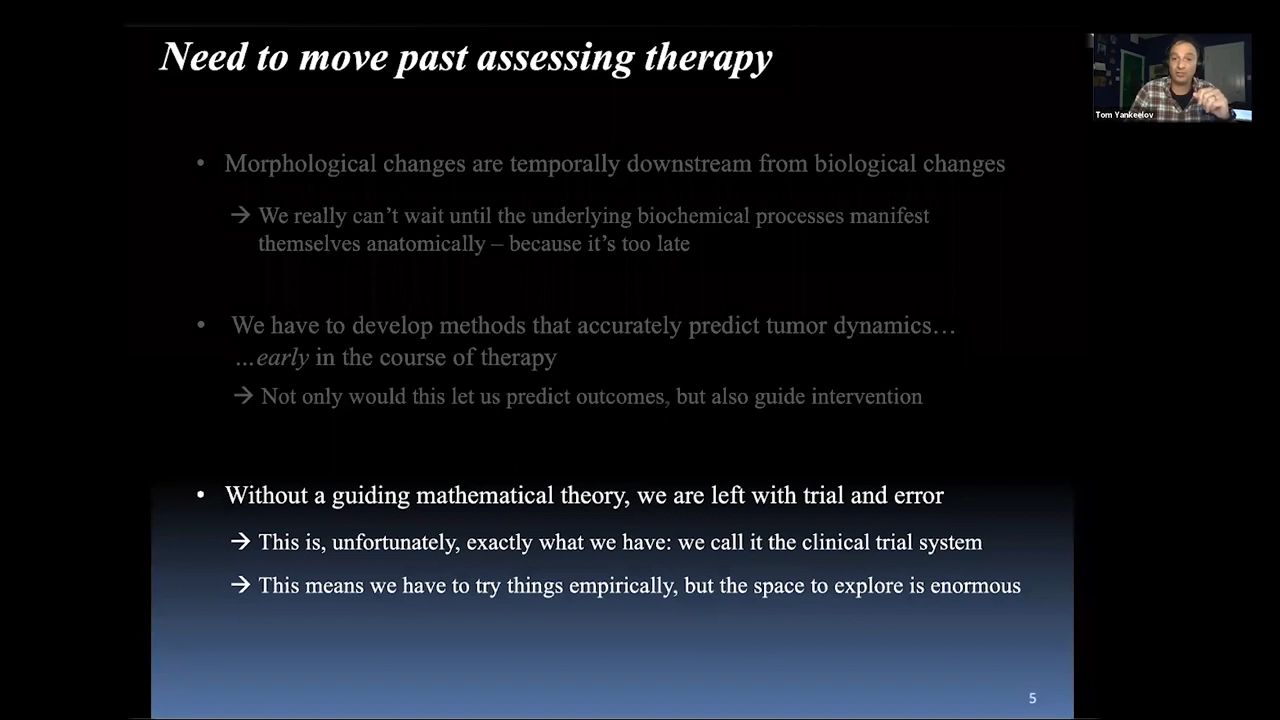 Need to move past assessing therapy
Tom Yankeelov
• Morphological changes are temporally downstream from biological changes
→ We really can’t wait until the underlying biochemical processes manifest
themselves anatomically – because it’s too late
• We have to develop methods that accurately predict tumor dynamics…
…early in the course of therapy
→ Not only would this let us predict outcomes, but also guide intervention
• Without a guiding mathematical theory, we are left with trial and error
→ This is, unfortunately, exactly what we have: we call it the clinical trial system
→ This means we have to try things empirically, but the space to explore is enormous
5